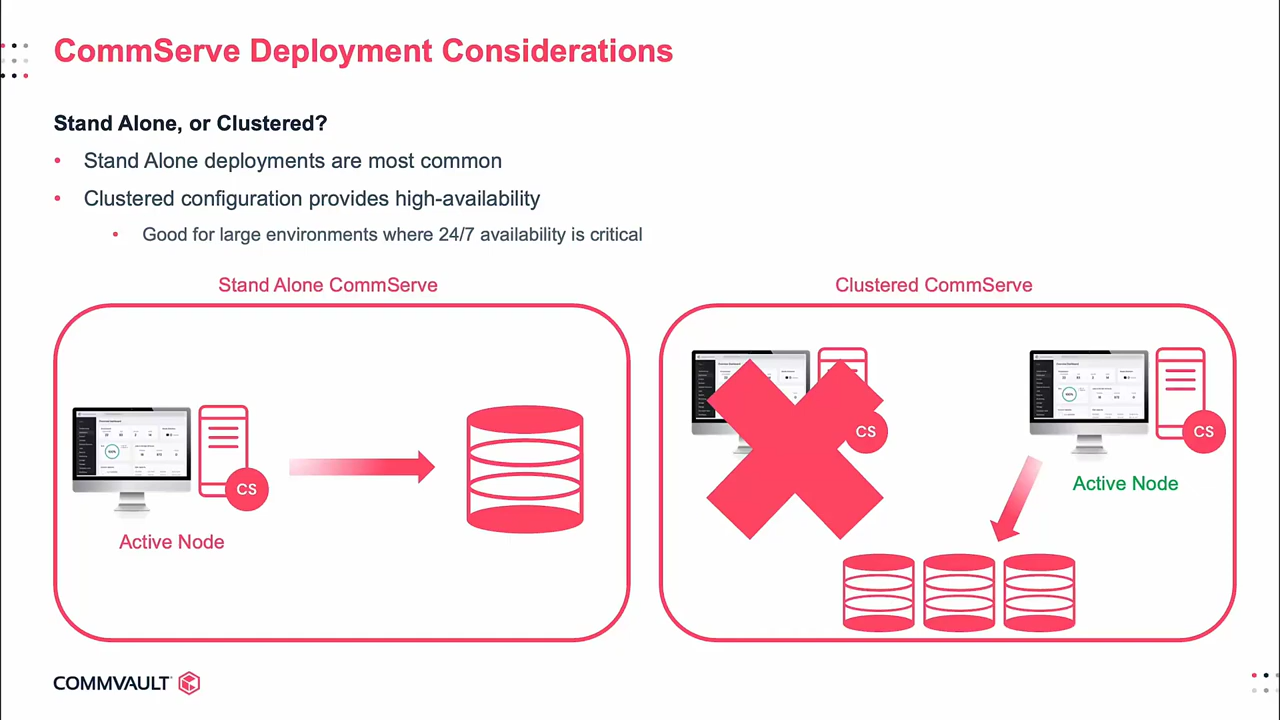 CommServe Deployment Considerations
Stand Alone, or Clustered?
• Stand Alone deployments are most common
• Clustered configuration provides high-availability
• Good for large environments where 24/7 availability is critical
Stand Alone CommServe
Clustered CommServe
CS
Active Node
CS
CS
Active Node
COMMVAULT